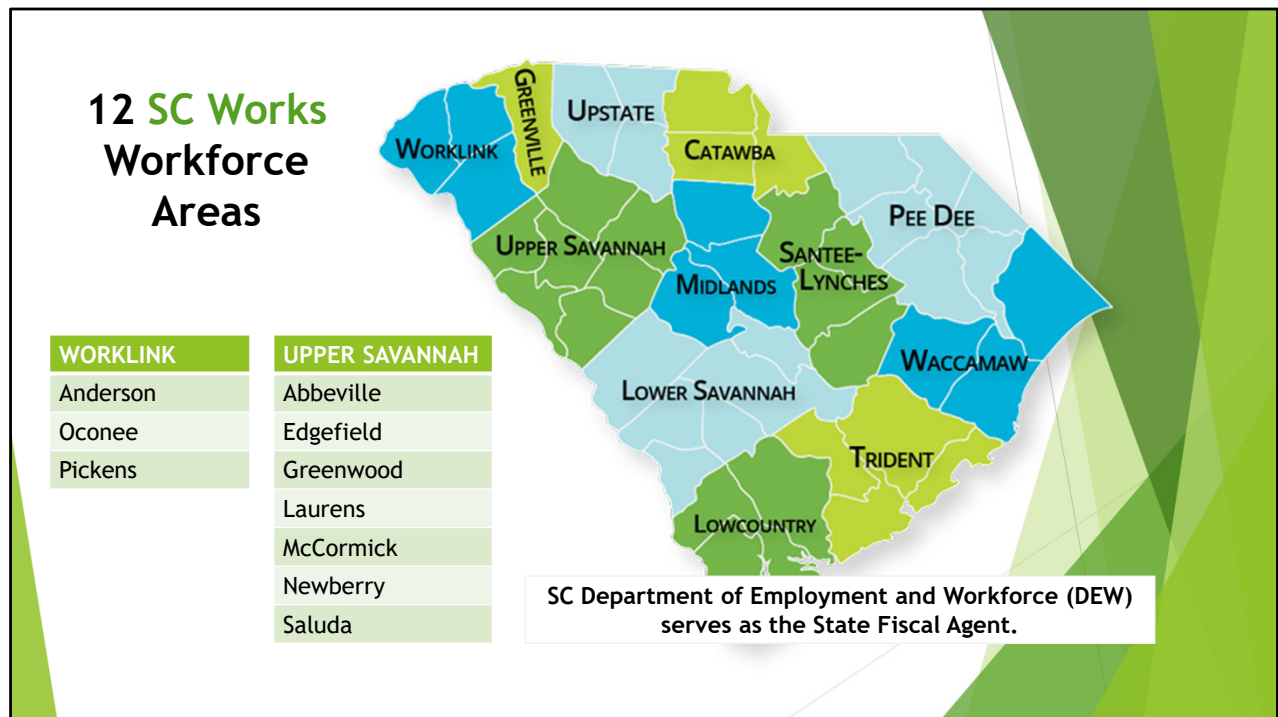 12 SC Works
Workforce
Areas
GREENVILLE
UPSTATE
WORKLINK
CATAWBA
PEE DEE
UPPER SAVANNAH
SANTEE-
LYNCHES
MIDLANDS
WACCAMAW
LOWER SAVANNAH
TRIDENT
LOWCOUNTRY
WORKLINK
Anderson
Oconee
Pickens
UPPER SAVANNAH
Abbeville
Edgefield
Greenwood
Laurens
McCormick
Newberry
Saluda
SC Department of Employment and Workforce (DEW)
serves as the State Fiscal Agent.